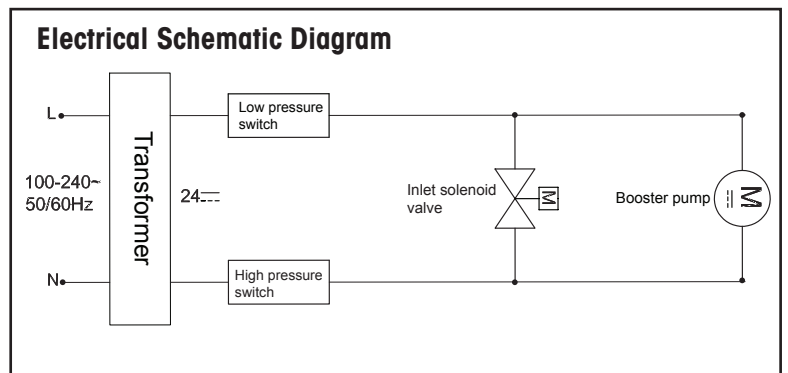 Electrical Schematic Diagram
L
Low pressure
switch
Transformer
100-240~
50/60Hz
24⎓
Inlet solenoid
valve
M
Booster pump
M
N
High pressure
switch